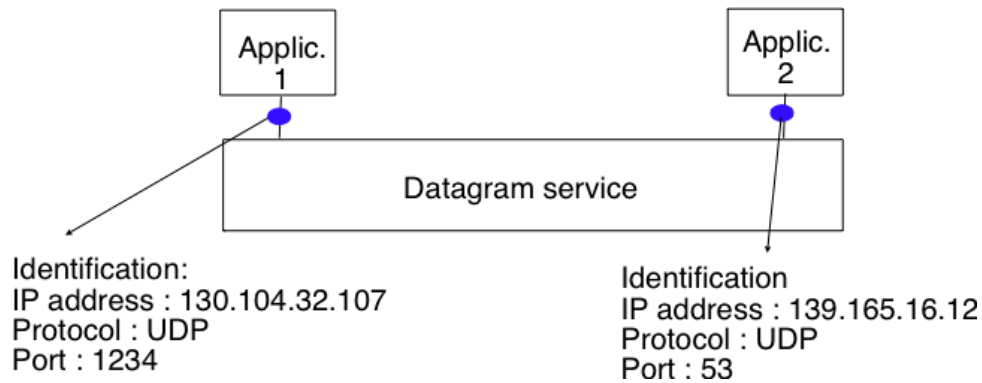 Applic.
1
Applic.
2
Datagram service
Identification:
IP address : 130.104.32.107
Protocol : UDP
Port : 1234
Identification
IP address : 139.165.16.12
Protocol : UDP
Port : 53